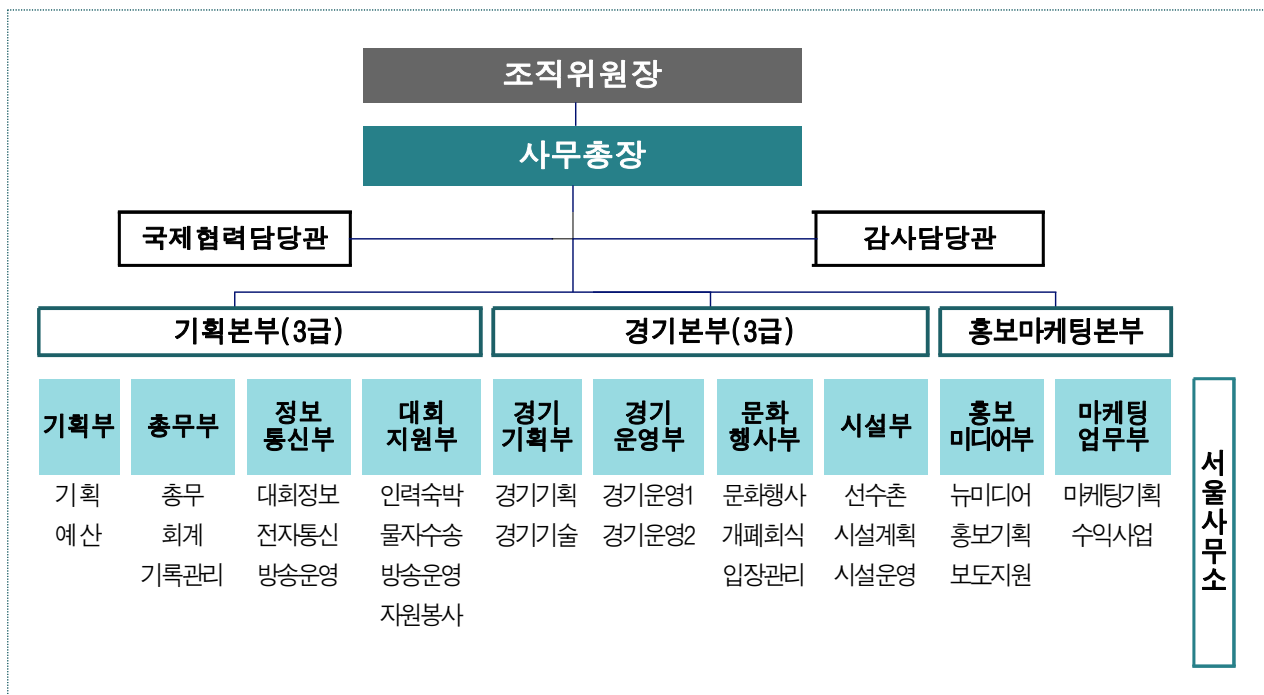 조직위원장
사무총장
국제협력담당관
감사담당관
기획본부(3급)
경기본부(3급)
홍보마케팅본부
기획부
총무부
정보
통신부
대회
지원부
경기
기획부
경기
운영부
문화
행사부
시설부
홍보
미디어부
마케팅
업무부
기획
예산
총무
회계
기록관리
대회정보
전자통신
방송운영
인력숙박
물자수송
방송운영
자원봉사
경기기획
경기기술
경기운영1
경기운영2
문화행사
개폐회식
입장관리
선수촌
시설계획
시설운영
뉴미디어
홍보기획
보도지원
마케팅기획
수익사업
서울사무소